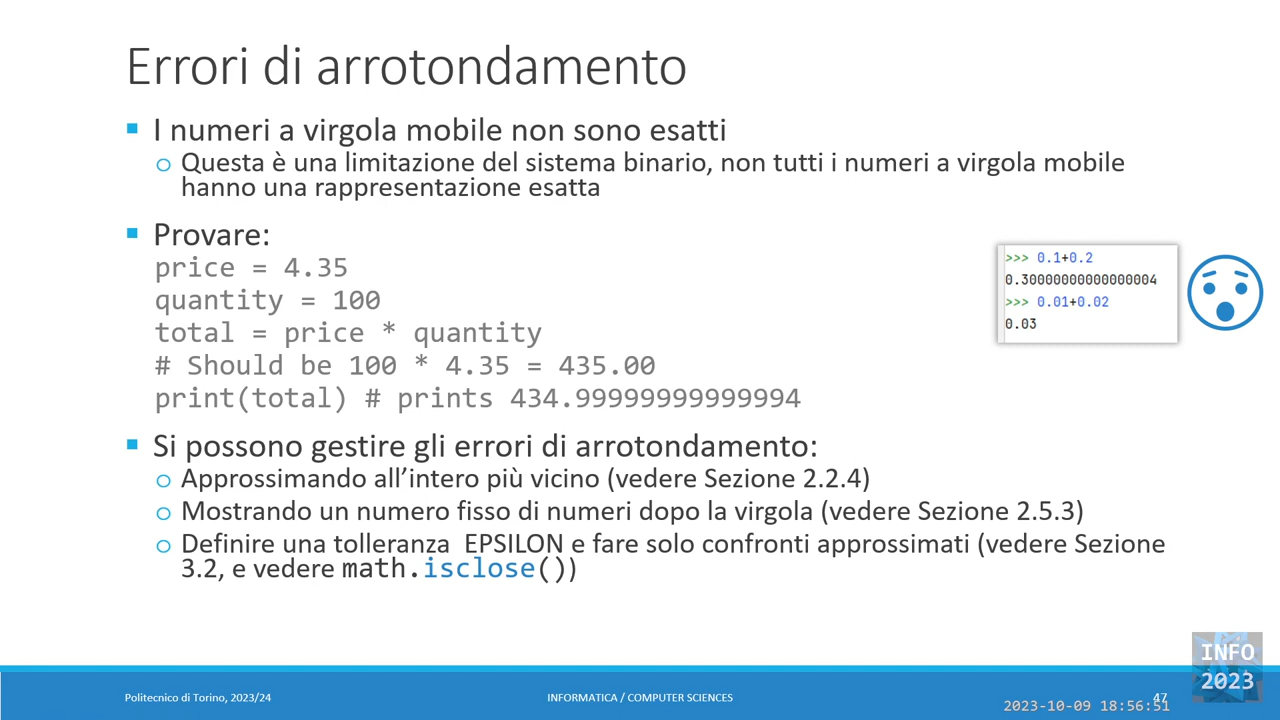 Errori di arrotondamento
I numeri a virgola mobile non sono esatti
Questa è una limitazione del sistema binario, non tutti i numeri a virgola mobile
hanno una rappresentazione esatta
Provare:
price = 4.35
quantity = 100
total = price * quantity
# Should be 100 * 4.35 = 435.00
print(total) # prints 434.99999999999994
>>> 0.1+0.2
0.30000000000000004
>>> 0.01+0.02
0.03
Si possono gestire gli errori di arrotondamento:
Approssimando all’intero più vicino (vedere Sezione 2.2.4)
Mostrando un numero fisso di numeri dopo la virgola (vedere Sezione 2.5.3)
Definire una tolleranza EPSILON e fare solo confronti approssimati (vedere Sezione
3.2, e vedere math.isclose())
Politecnico di Torino, 2023/24
INFORMATICA / COMPUTER SCIENCES
47
INFO
2023
2023-10-09 18:56:51